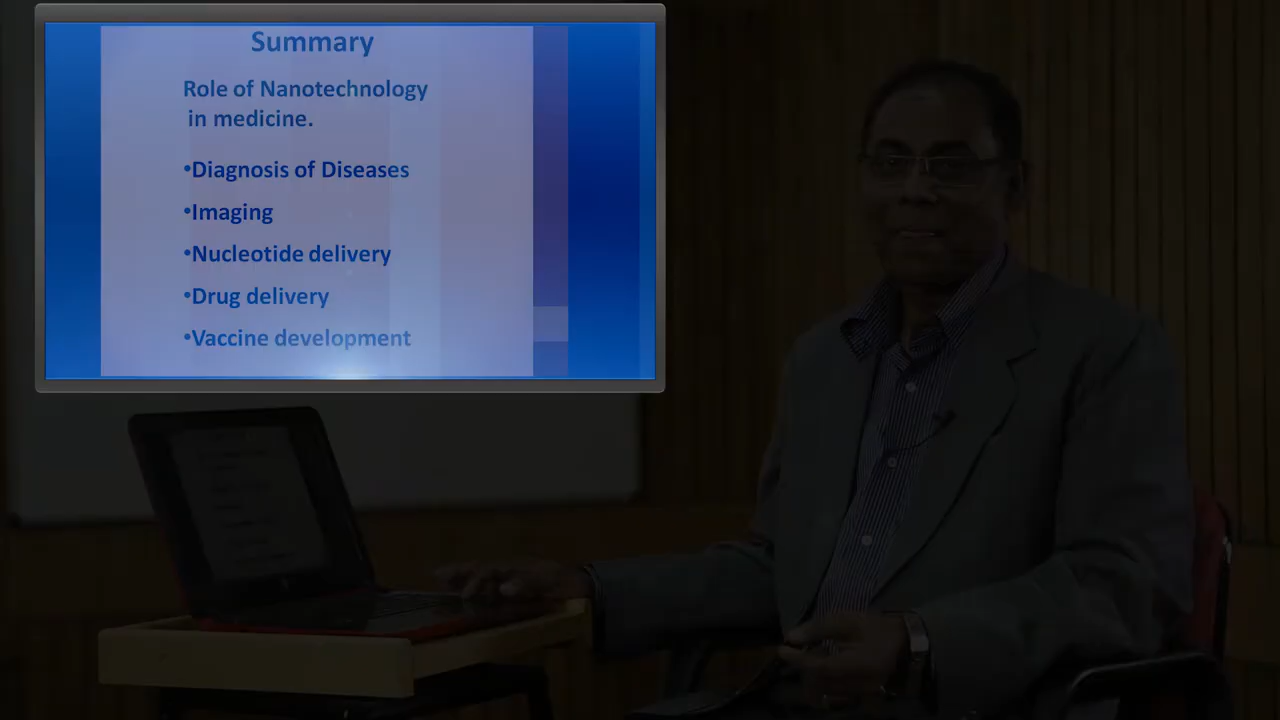 Summary
Role of Nanotechnology
in medicine.
•Diagnosis of Diseases
•Imaging
•Nucleotide delivery
•Drug delivery
•Vaccine development